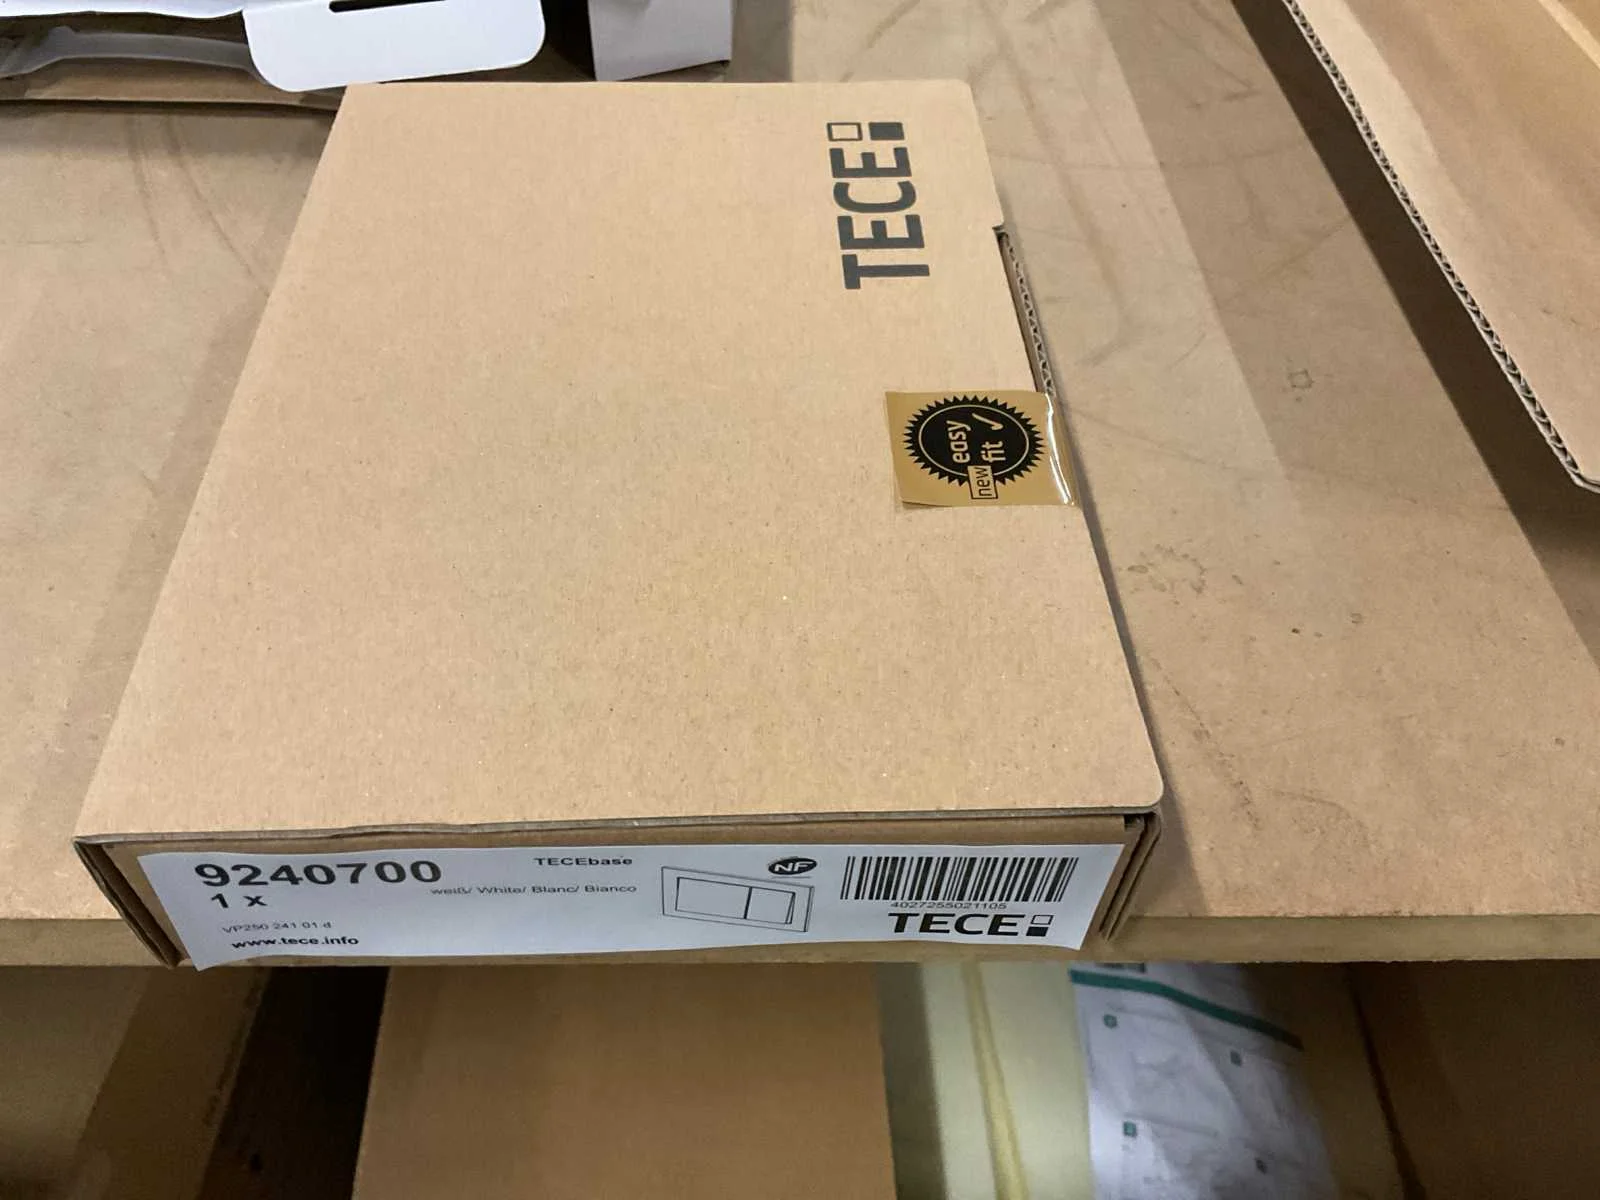 TECE
easy
fit
new
9240700
1 x
TECEbase
weiß/ White/ Blanc/ Bianco
VP250 241 01 d
www.tece.info
NF
4027255021105
TECE